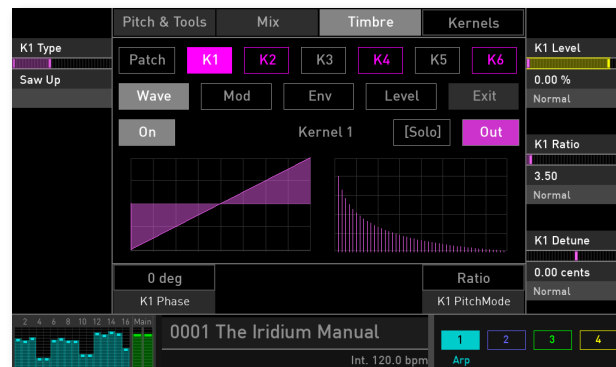 Pitch & Tools Mix Timbre Kernels
K1 Type
Saw Up
Patch K1 K2 K3 K4 K5 K6
Wave Mod Env Level Exit
On Kernel 1 [Solo] Out
K1 Level
0.00 %
Normal
K1 Ratio
3.50
Normal
K1 Detune
0.00 cents
Normal
0 deg
K1 Phase
Ratio
K1 PitchMode
2 4 6 8 10 12 14 16 Main
0001 The Iridium Manual
Int. 120.0 bpm
1 2 3 4
Arp